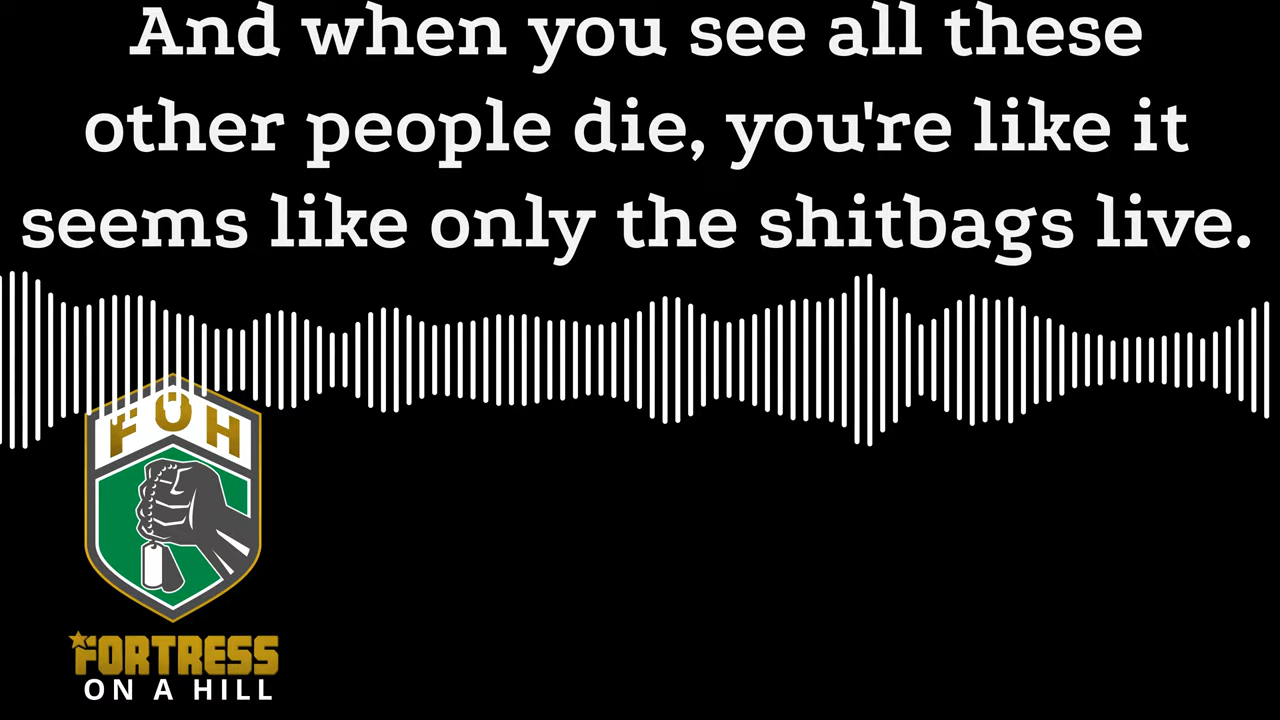 And when you see all these
other people die, you're like it
seems like only the shitbags live.
FOH
FORTRESS
ON A HILL